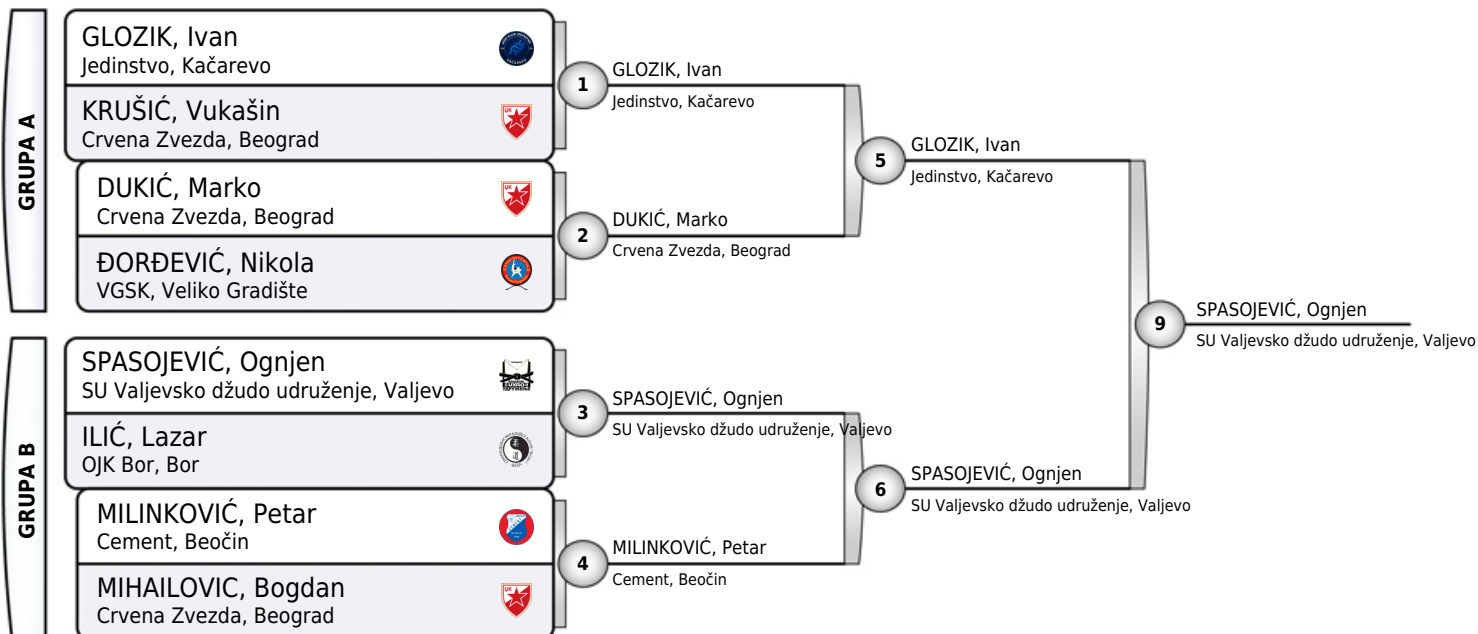 GRUPA A
GLOZIK, Ivan
Jedinstvo, Kačarevo
KRUŠIĆ, Vukašin
Crvena Zvezda, Beograd
DUKIĆ, Marko
Crvena Zvezda, Beograd
ĐORĐEVIĆ, Nikola
VGSK, Veliko Gradište
1
GLOZIK, Ivan
Jedinstvo, Kačarevo
2
DUKIĆ, Marko
Crvena Zvezda, Beograd
5
GLOZIK, Ivan
Jedinstvo, Kačarevo
GRUPA B
SPASOJEVIĆ, Ognjen
SU Valjevsko džudo udruženje, Valjevo
ILIĆ, Lazar
OJK Bor, Bor
MILINKOVIĆ, Petar
Cement, Beočin
MIHAILOVIC, Bogdan
Crvena Zvezda, Beograd
3
SPASOJEVIĆ, Ognjen
SU Valjevsko džudo udruženje, Valjevo
4
MILINKOVIĆ, Petar
Cement, Beočin
6
SPASOJEVIĆ, Ognjen
SU Valjevsko džudo udruženje, Valjevo
9
SPASOJEVIĆ, Ognjen
SU Valjevsko džudo udruženje, Valjevo